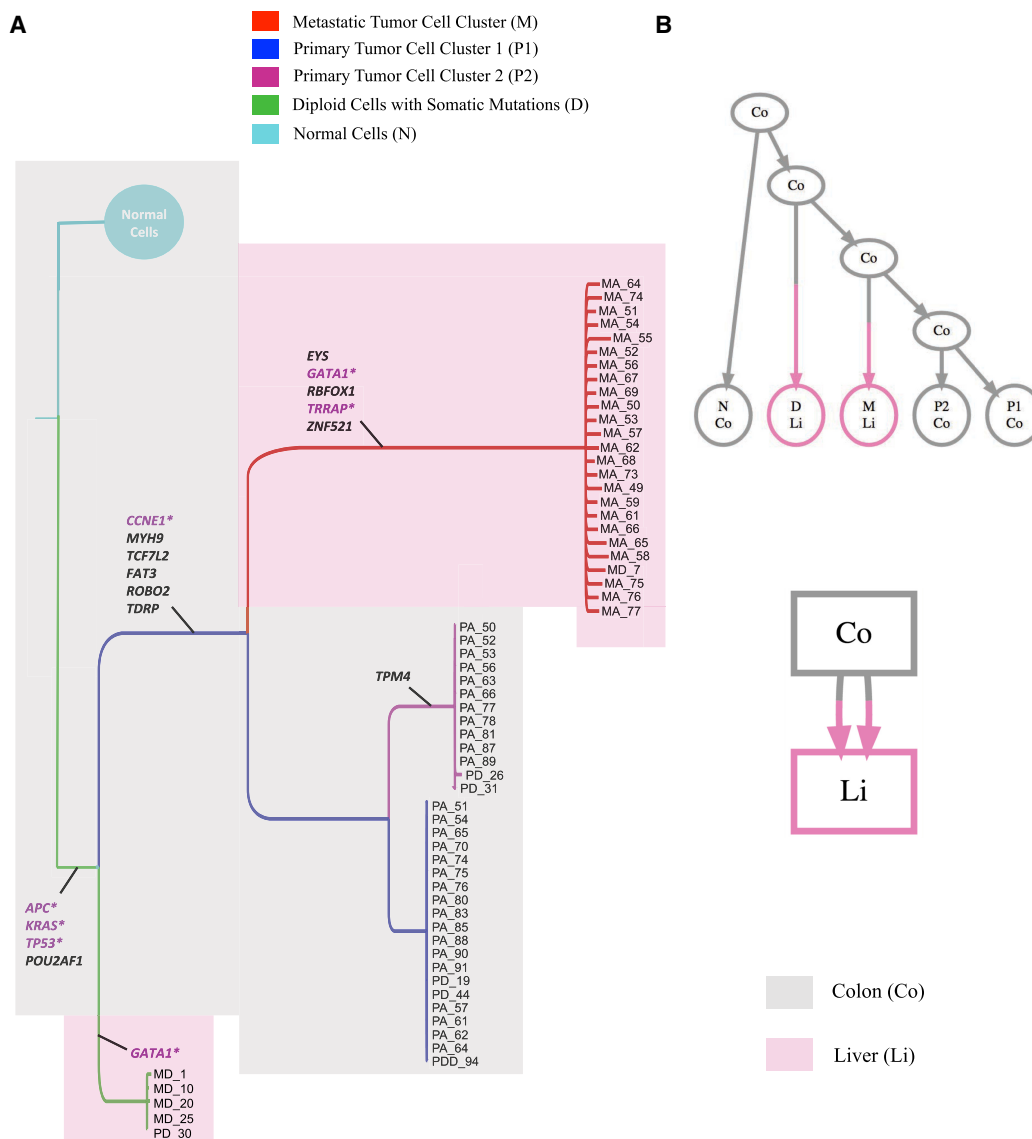 A
Metastatic Tumor Cell Cluster (M)
Primary Tumor Cell Cluster 1 (P1)
Primary Tumor Cell Cluster 2 (P2)
Diploid Cells with Somatic Mutations (D)
Normal Cells (N)
Normal
Cells
EYS
GATA1*
RBFOX1
TRRAP*
ZNF521
MA_64
MA_74
MA_51
MA_54
MA_55
MA_52
MA_56
MA_67
MA_69
MA_50
MA_53
MA_57
MA_62
MA_68
MA_73
MA_49
MA_59
MA_61
MA_66
MA_65
MA_58
MD_7
MA_75
MA_76
MA_77
CCNE1*
MYH9
TCF7L2
FAT3
ROBO2
TDRP
TPM4
PA_50
PA_52
PA_53
PA_56
PA_63
PA_66
PA_77
PA_78
PA_81
PA_87
PA_89
PD_26
PD_31
PA_51
PA_54
PA_65
PA_70
PA_74
PA_75
PA_76
PA_80
PA_83
PA_85
PA_88
PA_90
PA_91
PD_19
PD_44
PA_57
PA_61
PA_62
PA_64
PDD_94
APC*
KRAS*
TP53*
POU2AF1
GATA1*
MD_1
MD_10
MD_20
MD_25
PD_30
B
Co
Co
Co
Co
N
Co
D
Li
M
Li
P2
Co
P1
Co
Co
Li
Colon (Co)
Liver (Li)